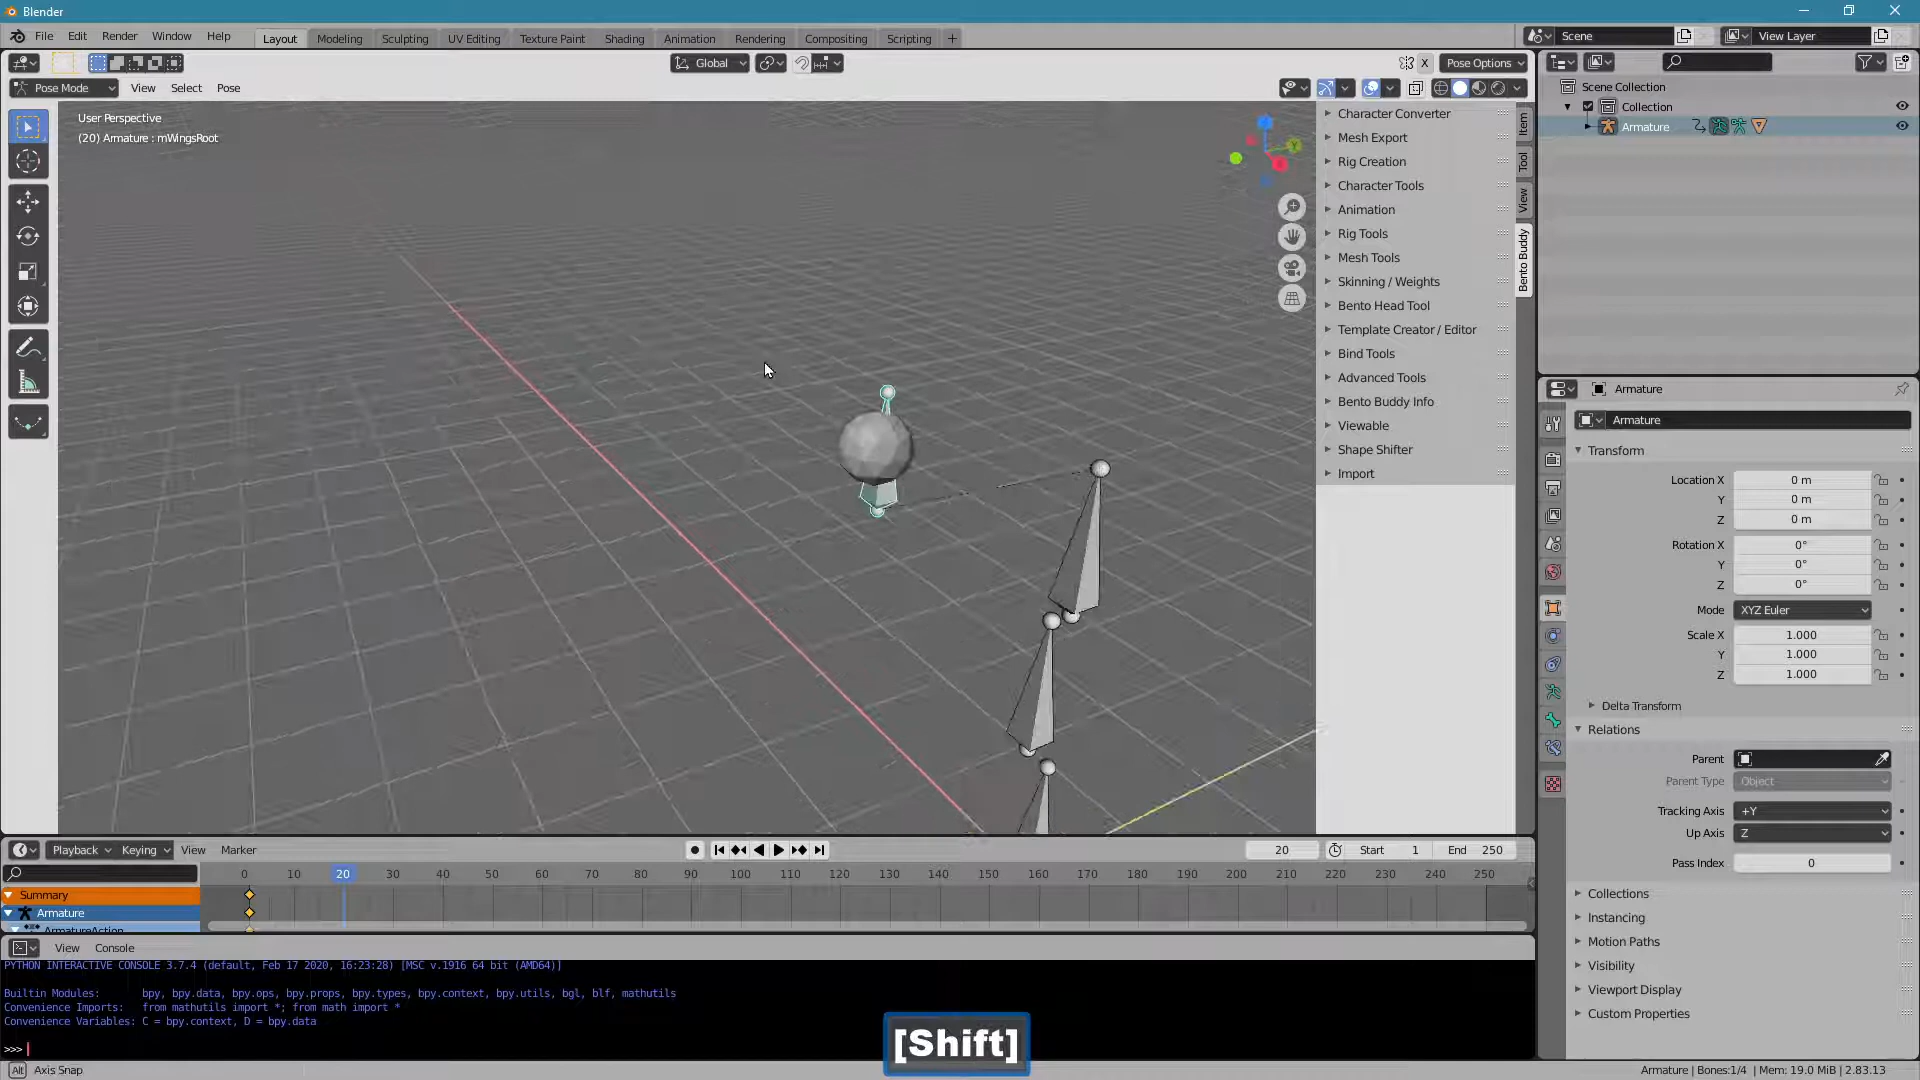 Blender
File Edit Render Window Help
Layout Modeling Sculpting UV Editing Texture Paint Shading Animation Rendering Compositing Scripting +
Scene
View Layer
Global
X
Pose Options
Pose Mode View Select Pose
User Perspective
(20) Armature : mWingsRoot
Character Converter
Mesh Export
Rig Creation
Character Tools
Animation
Rig Tools
Mesh Tools
Skinning / Weights
Bento Head Tool
Template Creator / Editor
Bind Tools
Advanced Tools
Bento Buddy Info
Viewable
Shape Shifter
Import
Item
Tool
View
Bento Buddy
Scene Collection
Collection
Armature
Armature
Armature
Transform
Location X 0 m
Y 0 m
Z 0 m
Rotation X 0°
Y 0°
Z 0°
Mode XYZ Euler
Scale X 1.000
Y 1.000
Z 1.000
Delta Transform
Relations
Parent
Parent Type Object
Tracking Axis +Y
Up Axis Z
Pass Index 0
Collections
Instancing
Motion Paths
Visibility
Viewport Display
Custom Properties
Playback Keying View Marker
20 Start 1 End 250
0 10 20 30 40 50 60 70 80 90 100 110 120 130 140 150 160 170 180 190 200 210 220 230 240 250
Summary
Armature
ArmatureAction
View Console
PYTHON INTERACTIVE CONSOLE 3.7.4 (default, Feb 17 2020, 16:23:28) [MSC v.1916 64 bit (AMD64)]
Builtin Modules: bpy, bpy.data, bpy.ops, bpy.props, bpy.types, bpy.context, bpy.utils, bgl, blf, mathutils
Convenience Imports: from mathutils import *; from math import *
Convenience Variables: C = bpy.context, D = bpy.data
>>>
[Shift]
Alt Axis Snap
Armature | Bones:1/4 | Mem: 19.0 MiB | 2.83.13